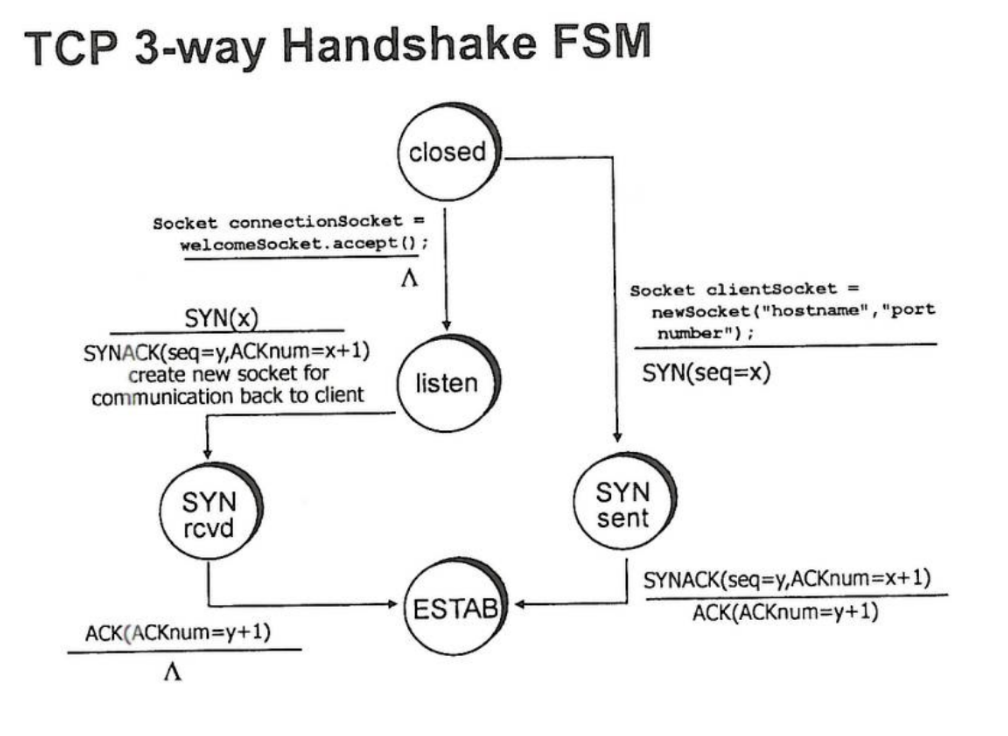 TCP 3-way Handshake FSM
closed
Socket connectionSocket =
welcomeSocket.accept();
Λ
Socket clientSocket =
newSocket("hostname","port
number");
SYN(seq=x)
SYN(x)
SYNACK(seq=y,ACKnum=x+1)
create new socket for
communication back to client
listen
SYN
rcvd
SYN
sent
ESTAB
SYNACK(seq=y,ACKnum=x+1)
ACK(ACKnum=y+1)
ACK(ACKnum=y+1)
Λ